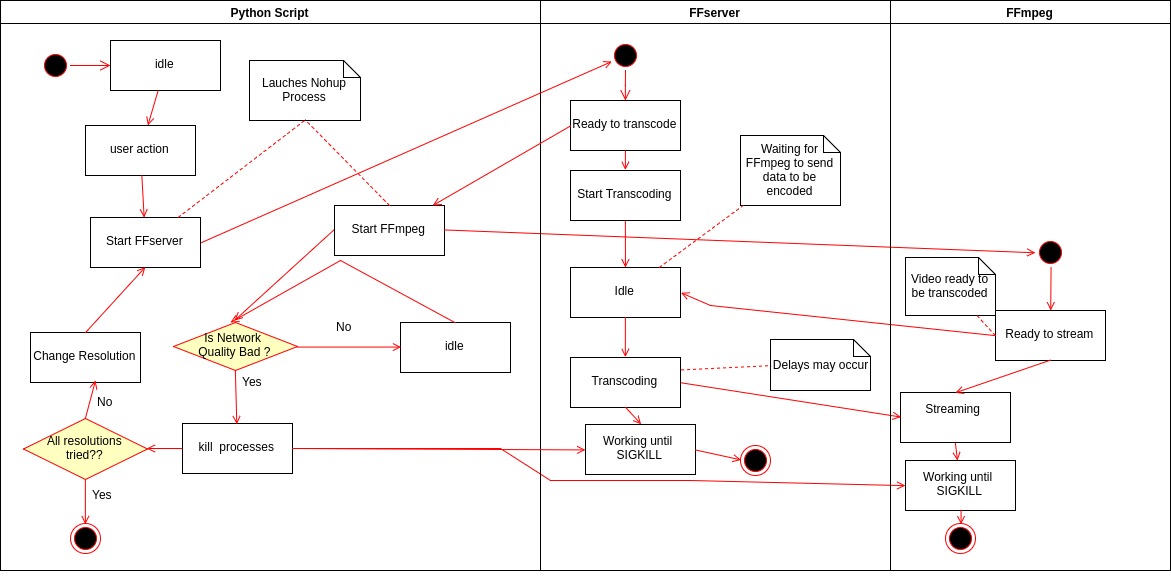 Python Script
FFserver
FFmpeg
idle
Lauches Nohup
Process
user action
Start FFserver
Start FFmpeg
Is Network
Quality Bad ?
No
idle
Yes
Change Resolution
No
All resolutions
tried??
kill  processes
Yes
Ready to transcode
Start Transcoding
Waiting for
FFmpeg to send
data to be
encoded
Idle
Transcoding
Delays may occur
Working until
SIGKILL
Video ready to
be transcoded
Ready to stream
Streaming
Working until
SIGKILL